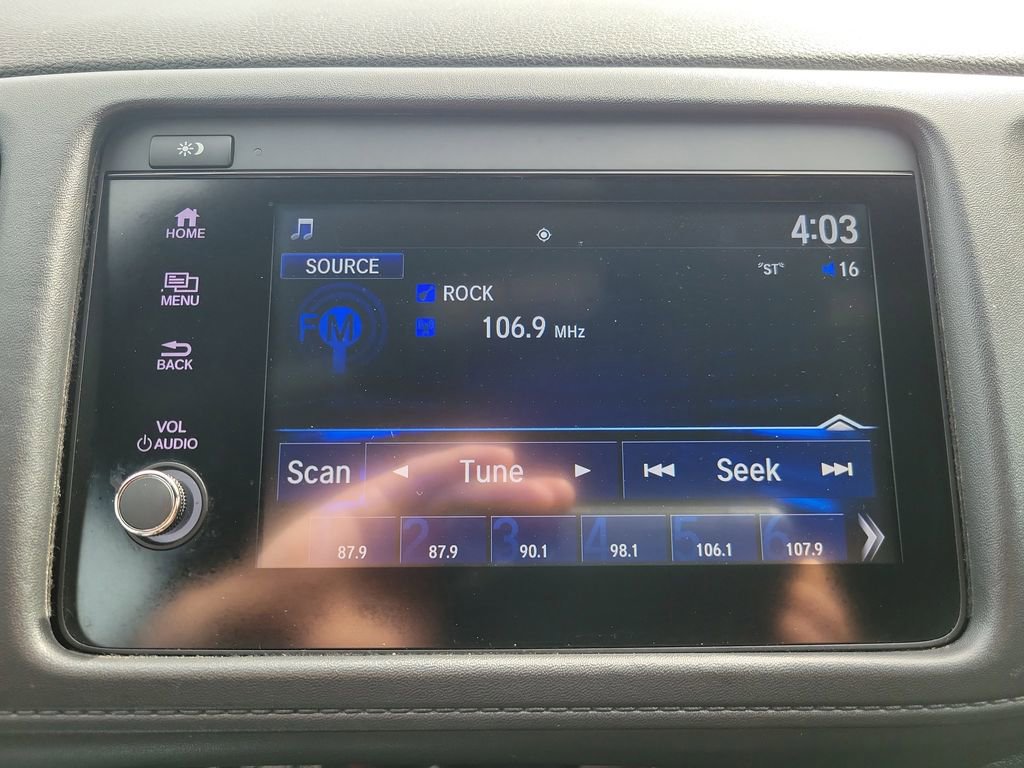 HOME
MENU
BACK
VOL
AUDIO
4:03
SOURCE
"ST"
16
FM
ROCK
106.9 MHz
Scan
Tune
Seek
87.9
2 87.9
3 90.1
4 98.1
5 106.1
6 107.9